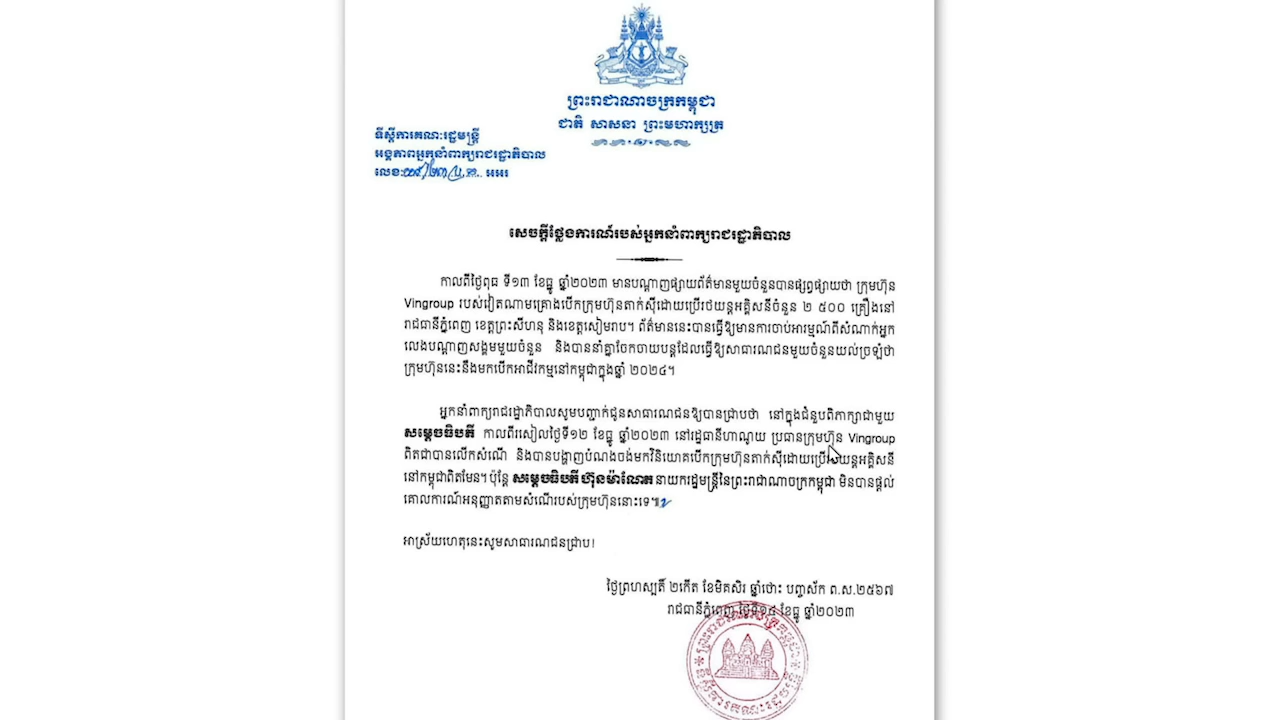 ព្រះរាជាណាចក្រកម្ពុជា
ជាតិ សាសនា ព្រះមហាក្សត្រ
ទីស្តីការគណៈរដ្ឋមន្ត្រី
អង្គភាពអ្នកនាំពាក្យរាជរដ្ឋាភិបាល
លេខ: អអរ
សេចក្តីថ្លែងការណ៍របស់អ្នកនាំពាក្យរាជរដ្ឋាភិបាល
កាលពីថ្ងៃពុធ ទី១៣ ខែធ្នូ ឆ្នាំ២០២៣ មានបណ្តាញផ្សាយព័ត៌មានមួយចំនួនបានផ្សព្វផ្សាយថា ក្រុមហ៊ុន
Vingroup របស់វៀតណាមគ្រោងបើកក្រុមហ៊ុនតាក់ស៊ីដោយប្រើរថយន្តអគ្គិសនីចំនួន ២ ៥០០ គ្រឿងនៅ
រាជធានីភ្នំពេញ ខេត្តព្រះសីហនុ និងខេត្តសៀមរាប។ ព័ត៌មាននេះបានធ្វើឱ្យមានការចាប់អារម្មណ៍ពីសំណាក់អ្នក
លេងបណ្តាញសង្គមមួយចំនួន និងបាននាំគ្នាចែកចាយបន្តដែលធ្វើឱ្យសាធារណជនមួយចំនួនយល់ច្រឡំថា
ក្រុមហ៊ុននេះនឹងមកបើកអាជីវកម្មនៅកម្ពុជាក្នុងឆ្នាំ ២០២៤។
អ្នកនាំពាក្យរាជរដ្ឋាភិបាលសូមបញ្ជាក់ជូនសាធារណជនឱ្យបានជ្រាបថា នៅក្នុងជំនួបពិភាក្សាជាមួយ
សម្តេចធិបតី កាលពីរសៀលថ្ងៃទី១២ ខែធ្នូ ឆ្នាំ២០២៣ នៅរដ្ឋធានីហាណូយ ប្រធានក្រុមហ៊ុន Vingroup
ពិតជាបានលើកសំណើ និងបានបង្ហាញបំណងចង់មកវិនិយោគបើកក្រុមហ៊ុនតាក់ស៊ីដោយប្រើរថយន្តអគ្គិសនី
នៅកម្ពុជាពិតមែន។ ប៉ុន្តែ សម្តេចធិបតី ហ៊ុន ម៉ាណែត នាយករដ្ឋមន្ត្រីនៃព្រះរាជាណាចក្រកម្ពុជា មិនបានផ្តល់
គោលការណ៍អនុញ្ញាតតាមសំណើរបស់ក្រុមហ៊ុននោះទេ៕
អាស្រ័យហេតុនេះសូមសាធារណជនជ្រាប!
ថ្ងៃព្រហស្បតិ៍ ២កើត ខែមិគសិរ ឆ្នាំថោះ បញ្ចស័ក ព.ស.២៥៦៧
រាជធានីភ្នំពេញ ថ្ងៃទី១៤ ខែធ្នូ ឆ្នាំ២០២៣